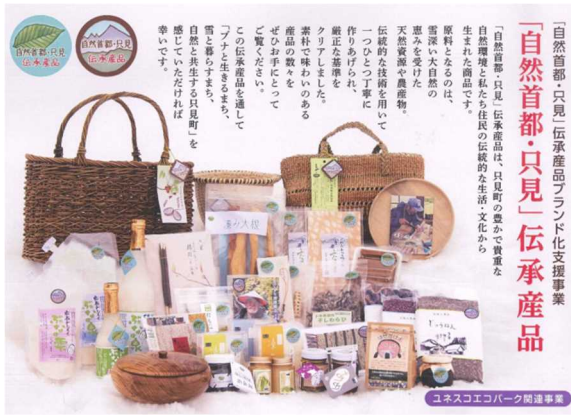 「自然首都・只見」伝承産品ブランド化支援事業
「自然首都・只見」伝承産品
「自然首都・只見」伝承産品は、只見町の豊かで貴重な
自然環境と私たち住民の伝統的な生活・文化から
生まれた商品です。
原料となるのは、
雪深い大自然の
恵みを受けた
天然資源や農産物。
伝統的な技術を用いて
一つひとつ丁寧に
作りあげられ、
厳正な基準を
クリアしました。
素朴で味わいのある
産品の数々を
ぜひお手にとって
ご覧ください。
この伝承産品を通して
「ブナと生きるまち、
雪と暮らすまち、
自然と共生する只見町」を
感じていただければ
幸いです。
自然首都・只見
伝承産品
自然首都・只見
伝承産品
ユネスコエコパーク関連事業